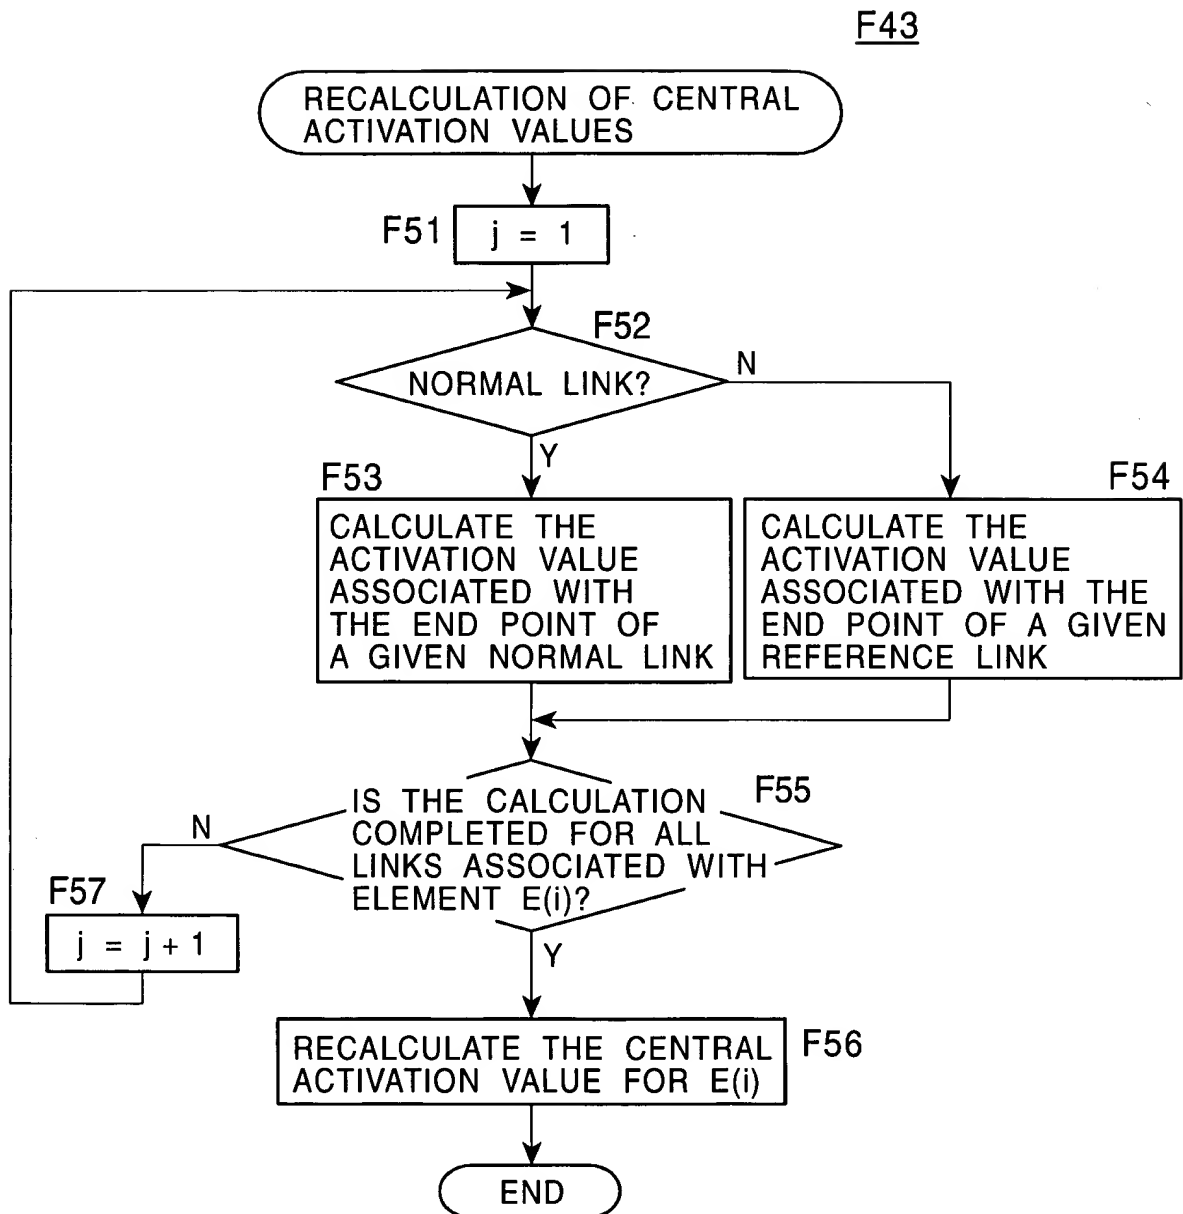 F43
RECALCULATION OF CENTRAL
ACTIVATION VALUES
F51
j = 1
F52
NORMAL LINK?
N
Y
F53
CALCULATE THE
ACTIVATION VALUE
ASSOCIATED WITH
THE END POINT OF
A GIVEN NORMAL LINK
F54
CALCULATE THE
ACTIVATION VALUE
ASSOCIATED WITH THE
END POINT OF A GIVEN
REFERENCE LINK
F55
IS THE CALCULATION
COMPLETED FOR ALL
LINKS ASSOCIATED WITH
ELEMENT E(i)?
N
F57
j = j + 1
Y
F56
RECALCULATE THE CENTRAL
ACTIVATION VALUE FOR E(i)
END